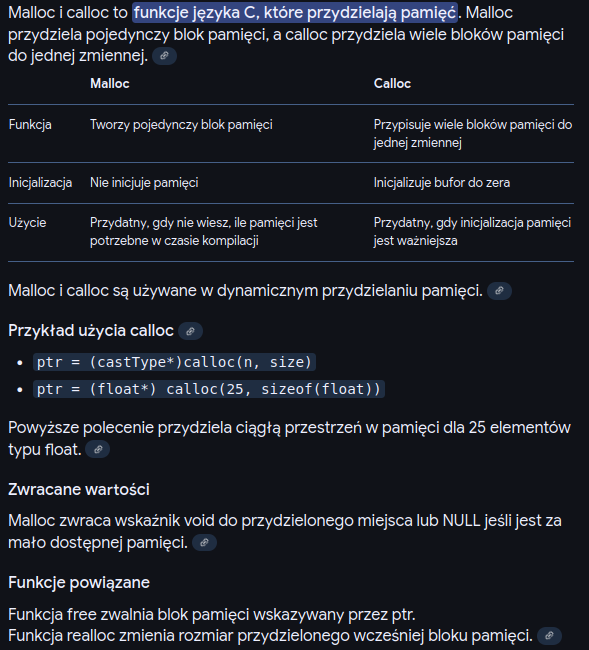 Malloc i calloc to funkcje języka C, które przydzielają pamięć. Malloc
przydziela pojedynczy blok pamięci, a calloc przydziela wiele bloków pamięci
do jednej zmiennej.
Malloc Calloc
Funkcja Tworzy pojedynczy blok pamięci Przypisuje wiele bloków pamięci do
jednej zmiennej
Inicjalizacja Nie inicjuje pamięci Inicjalizuje bufor do zera
Użycie Przydatny, gdy nie wiesz, ile pamięci jest Przydatny, gdy inicjalizacja pamięci
potrzebne w czasie kompilacji jest ważniejsza
Malloc i calloc są używane w dynamicznym przydzielaniu pamięci.
Przykład użycia calloc
• ptr = (castType*)calloc(n, size)
• ptr = (float*) calloc(25, sizeof(float))
Powyższe polecenie przydziela ciągłą przestrzeń w pamięci dla 25 elementów
typu float.
Zwracane wartości
Malloc zwraca wskaźnik void do przydzielonego miejsca lub NULL jeśli jest za
mało dostępnej pamięci.
Funkcje powiązane
Funkcja free zwalnia blok pamięci wskazywany przez ptr.
Funkcja realloc zmienia rozmiar przydzielonego wcześniej bloku pamięci.